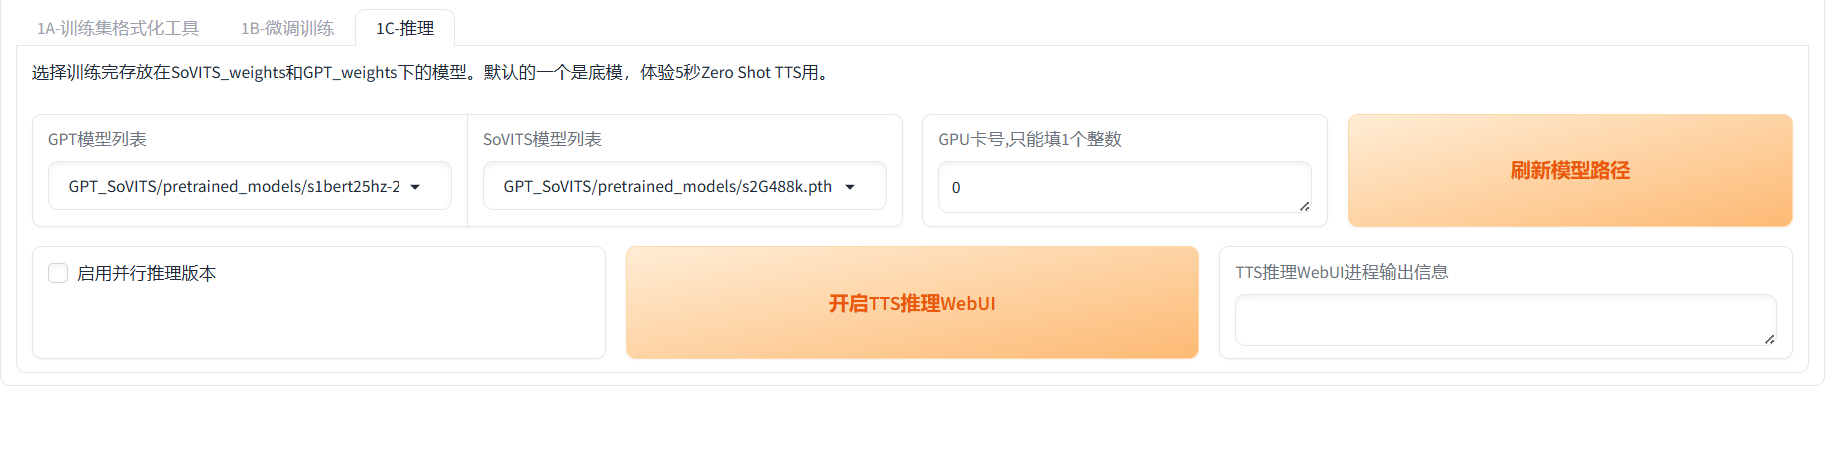 1A-训练集格式化工具
1B-微调训练
1C-推理
选择训练完存放在SoVITS_weights和GPT_weights下的模型。默认的一个是底模，体验5秒Zero Shot TTS用。
GPT模型列表
GPT_SoVITS/pretrained_models/s1bert25hz-2
SoVITS模型列表
GPT_SoVITS/pretrained_models/s2G488k.pth
GPU卡号,只能填1个整数
0
刷新模型路径
启用并行推理版本
开启TTS推理WebUI
TTS推理WebUI进程输出信息